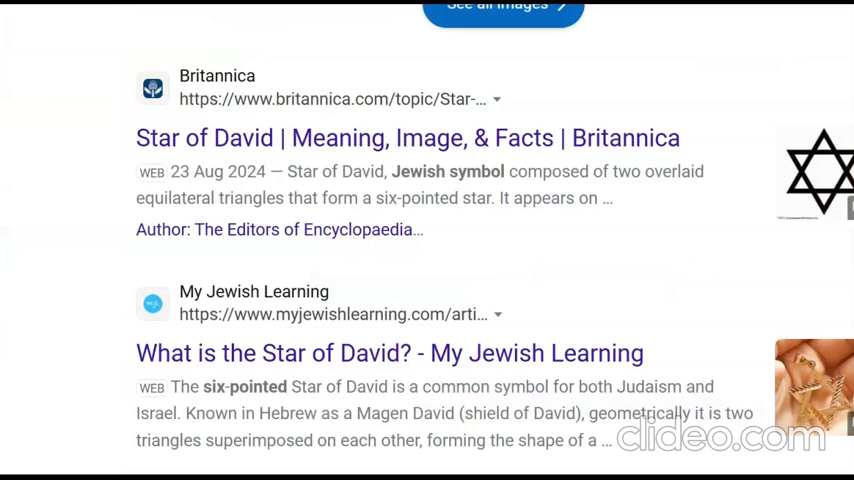 See all images
Britannica
https://www.britannica.com/topic/Star-...
Star of David | Meaning, Image, & Facts | Britannica
WEB 23 Aug 2024 — Star of David, Jewish symbol composed of two overlaid
equilateral triangles that form a six-pointed star. It appears on ...
Author: The Editors of Encyclopaedia...
My Jewish Learning
https://www.myjewishlearning.com/arti...
What is the Star of David? - My Jewish Learning
WEB The six-pointed Star of David is a common symbol for both Judaism and
Israel. Known in Hebrew as a Magen David (shield of David), geometrically it is two
triangles superimposed on each other, forming the shape of a ...
clideo.com